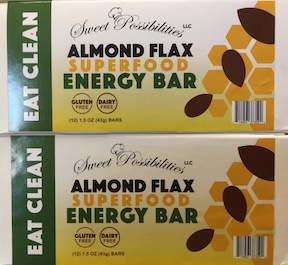 EAT CLEAN
Sweet Possibilities LLC
ALMOND FLAX
SUPERFOOD
ENERGY BAR
GLUTEN FREE DAIRY FREE
(12) 1.5 OZ (43g) BARS
EAT CLEAN
Sweet Possibilities LLC
ALMOND FLAX
SUPERFOOD
ENERGY BAR
GLUTEN FREE DAIRY FREE
(12) 1.5 OZ (43g) BARS